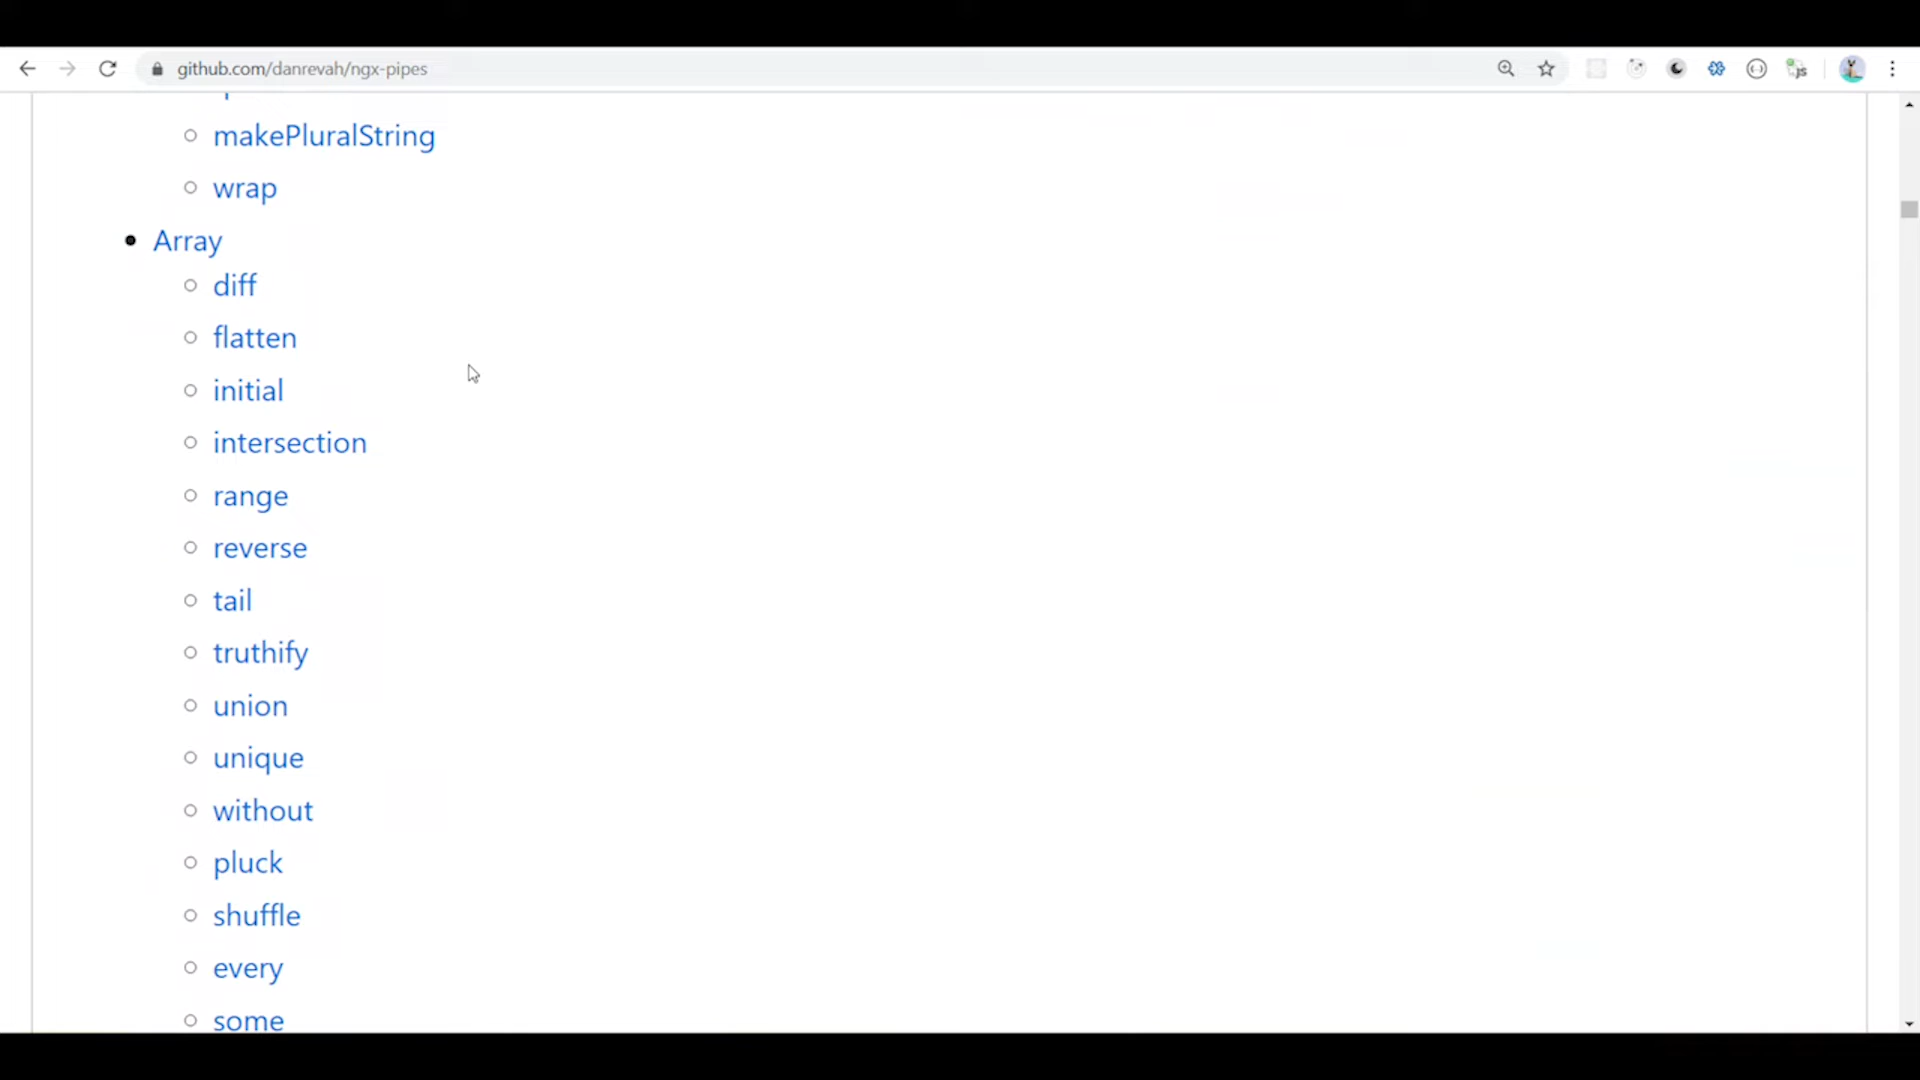 github.com/danrevah/ngx-pipes
makePluralString
wrap
Array
diff
flatten
initial
intersection
range
reverse
tail
truthify
union
unique
without
pluck
shuffle
every
some